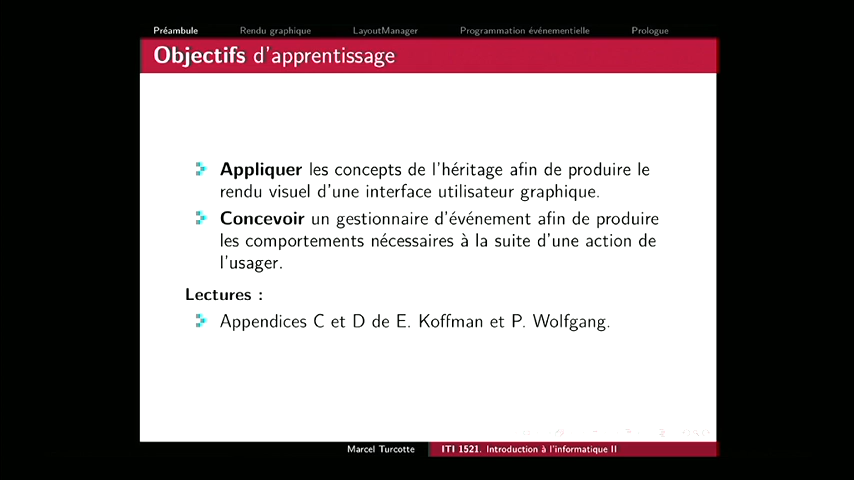 Préambule Rendu graphique LayoutManager Programmation événementielle Prologue
Objectifs d'apprentissage
Appliquer les concepts de l'héritage afin de produire le
rendu visuel d'une interface utilisateur graphique.
Concevoir un gestionnaire d'événement afin de produire
les comportements nécessaires à la suite d'une action de
l'usager.
Lectures :
Appendices C et D de E. Koffman et P. Wolfgang.
Marcel Turcotte ITI 1521. Introduction à l'informatique II